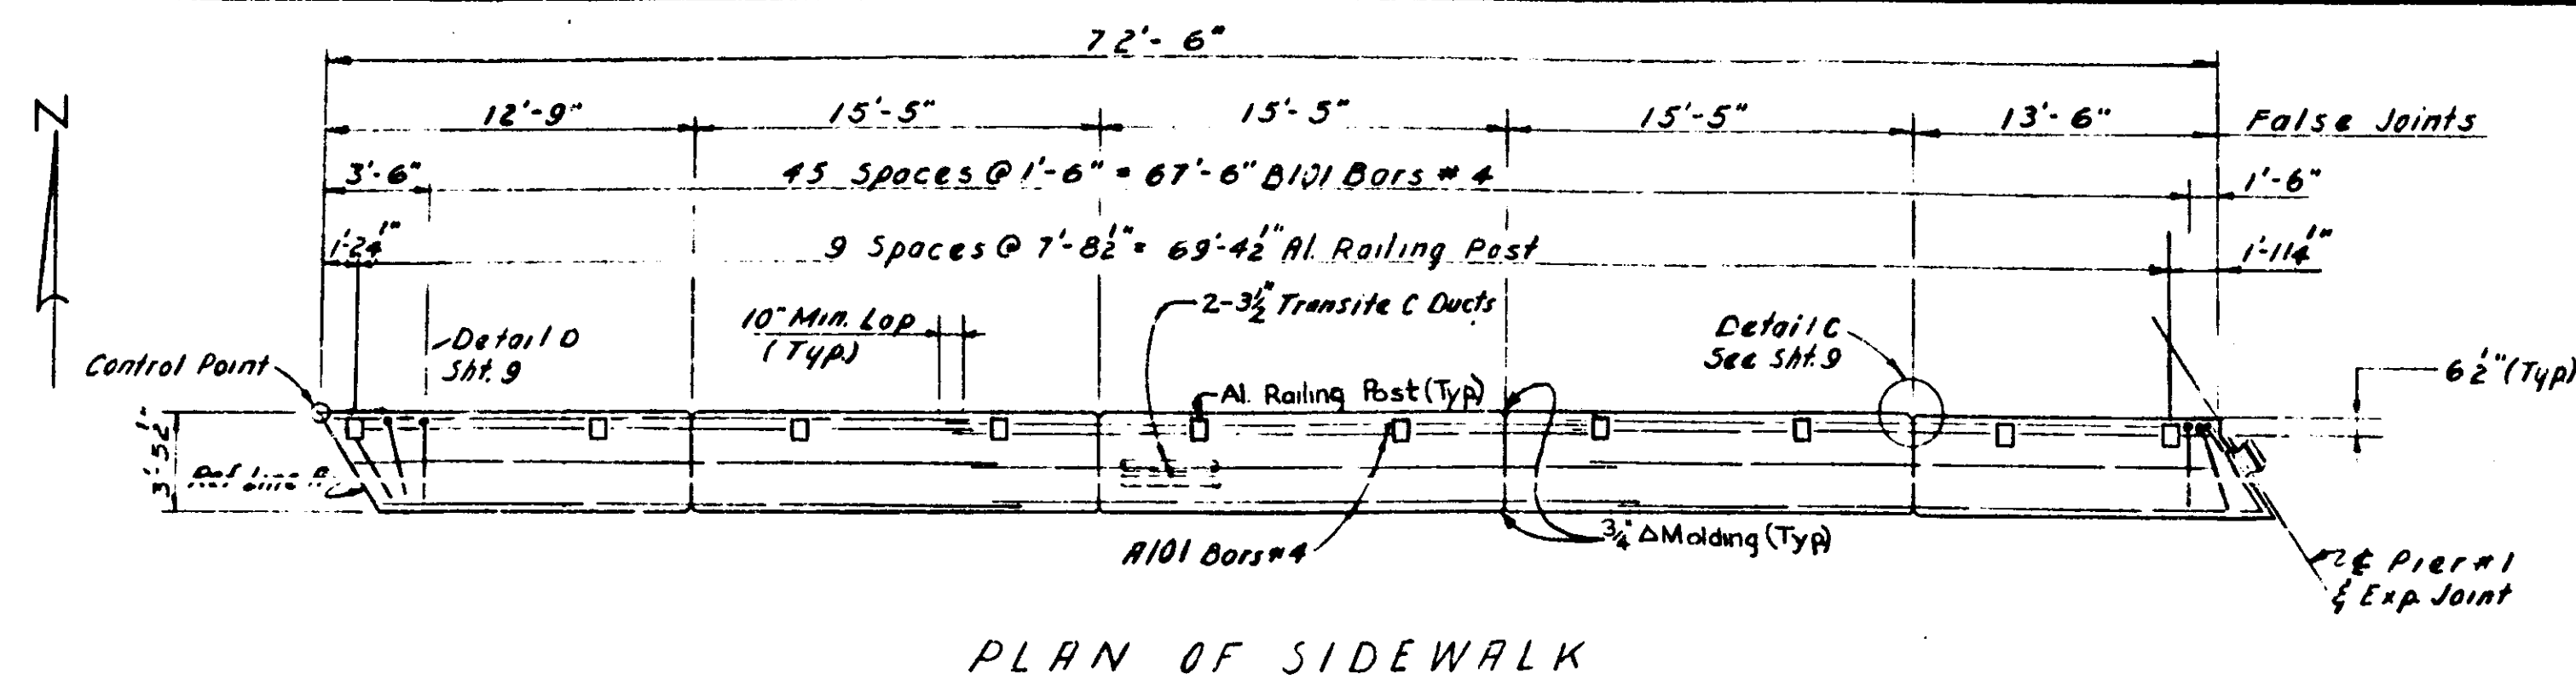 72'-6"
N
12'-9" 15'-5" 15'-5" 15'-5" 13'-6" False Joints
3'-6" 45 Spaces @ 1'-6" = 67'-6" B101 Bars #4 1'-6"
1'-2¼" 9 Spaces @ 7'-8½" = 69'-4½" Al. Railing Post 1'-11¼"
2-3½" Transite C Ducts
10" Min. Lap
(Typ.)
Detail C
See Sht. 9
Detail D
Sht. 9
Control Point
6½" (Typ)
Al. Railing Post (Typ)
3'-5½"
Ref Line
A101 Bars #4
¾" Δ Molding (Typ)
℄ Pier #1
& Exp. Joint
PLAN OF SIDEWALK